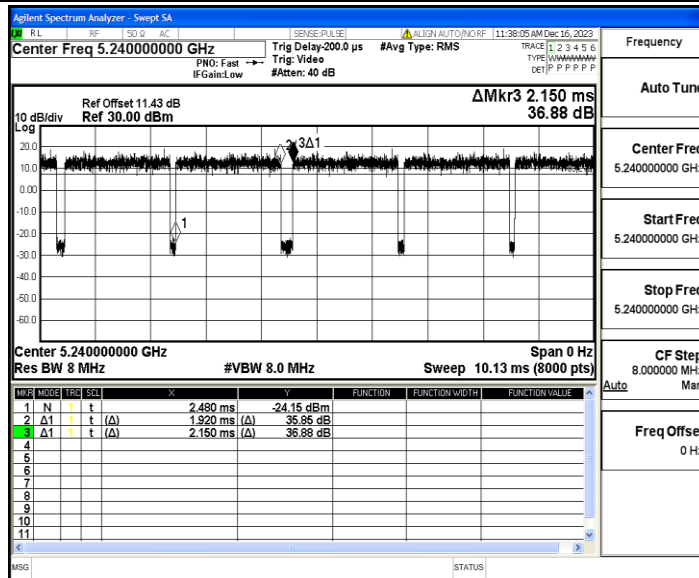 Agilent Spectrum Analyzer - Swept SA
RL RF 50 Ω AC SENSE:PULSE ALIGN AUTO/NO RF 11:38:05 AM Dec 16, 2023
Center Freq 5.240000000 GHz
PNO: Fast
IFGain:Low
Trig Delay-200.0 µs
Trig: Video
#Atten: 40 dB
#Avg Type: RMS
TRACE 1 2 3 4 5 6
TYPE
DET P P P P P P
Ref Offset 11.43 dB
10 dB/div Ref 30.00 dBm
Log
ΔMkr3 2.150 ms
36.88 dB
20.0
10.0
0.00
-10.0
-20.0
-30.0
-40.0
-50.0
-60.0
3Δ1
1
Center 5.240000000 GHz Span 0 Hz
Res BW 8 MHz #VBW 8.0 MHz Sweep 10.13 ms (8000 pts)
MKR MODE TRC SCL X Y FUNCTION FUNCTION WIDTH FUNCTION VALUE
1 N 1 t 2.480 ms -24.15 dBm
2 Δ1 1 t (Δ) 1.920 ms (Δ) 35.85 dB
3 Δ1 1 t (Δ) 2.150 ms (Δ) 36.88 dB
4
5
6
7
8
9
10
11
MSG STATUS
Frequency
Auto Tune
Center Freq
5.240000000 GHz
Start Freq
5.240000000 GHz
Stop Freq
5.240000000 GHz
CF Step
8.000000 MHz
Auto Man
Freq Offset
0 Hz